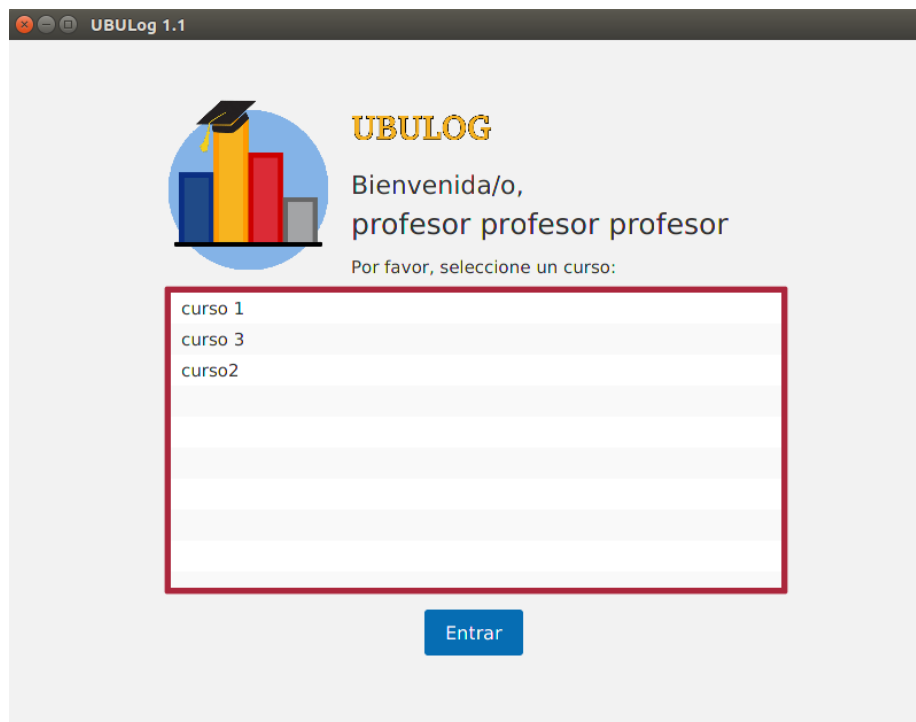 UBULog 1.1
UBULOG
Bienvenida/o,
profesor profesor profesor
Por favor, seleccione un curso:
curso 1
curso 3
curso2
Entrar